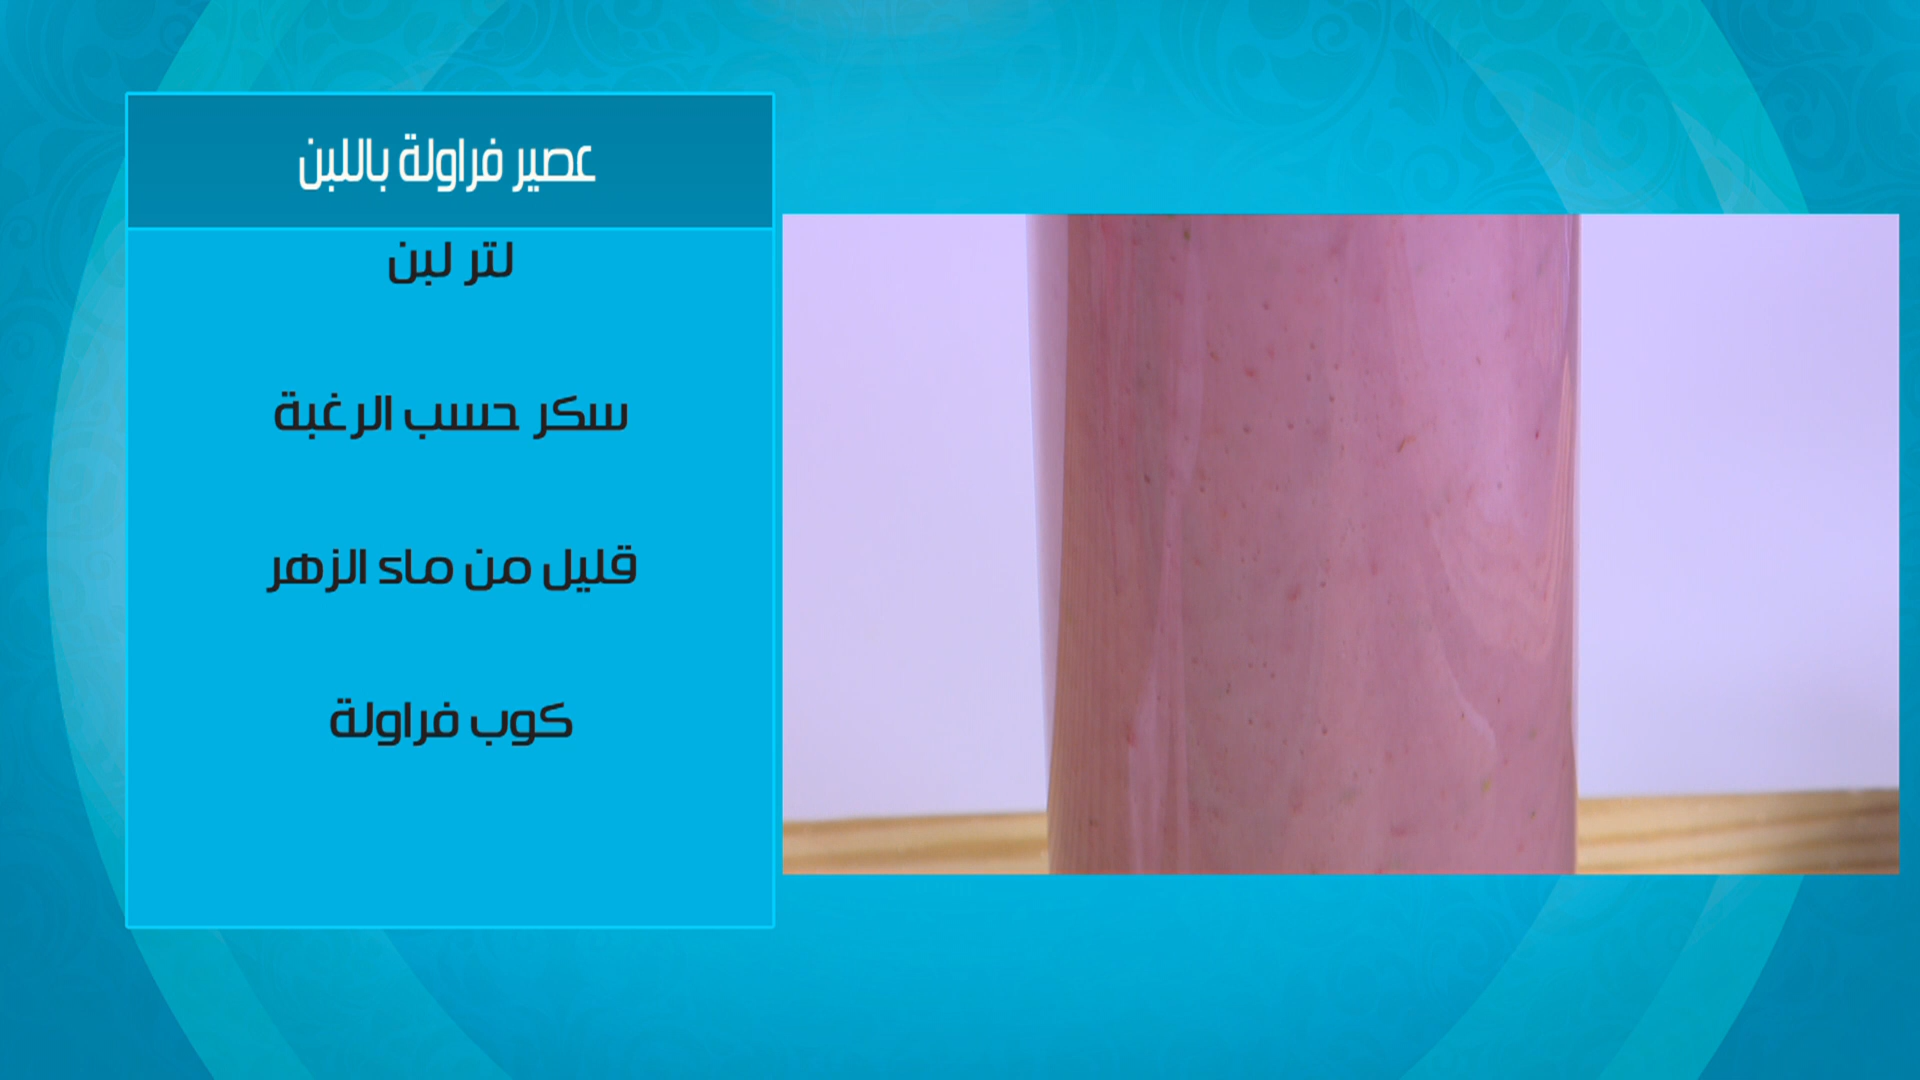 عصير فراولة باللبن
لتر لبن
سكر حسب الرغبة
قليل من ماء الزهر
كوب فراولة